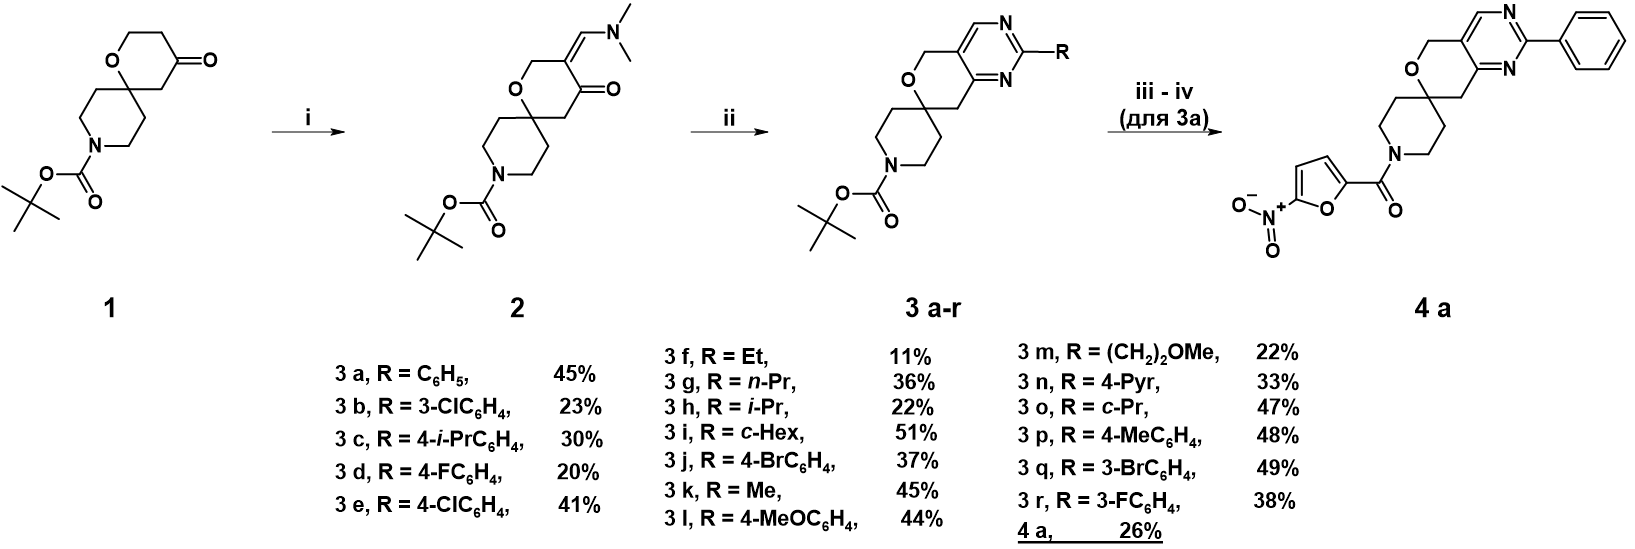 i
ii
iii - iv
(для 3a)
O
O
N
O
O
N
O
O
N
O
O
N
N
R
O
N
O
O
N
N
O
N
O
O
N⁺
O⁻
O
1
2
3 a-r
4 a
3 a, R = C₆H₅, 45%
3 b, R = 3-ClC₆H₄, 23%
3 c, R = 4-i-PrC₆H₄, 30%
3 d, R = 4-FC₆H₄, 20%
3 e, R = 4-ClC₆H₄, 41%
3 f, R = Et, 11%
3 g, R = n-Pr, 36%
3 h, R = i-Pr, 22%
3 i, R = c-Hex, 51%
3 j, R = 4-BrC₆H₄, 37%
3 k, R = Me, 45%
3 l, R = 4-MeOC₆H₄, 44%
3 m, R = (CH₂)₂OMe, 22%
3 n, R = 4-Pyr, 33%
3 o, R = c-Pr, 47%
3 p, R = 4-MeC₆H₄, 48%
3 q, R = 3-BrC₆H₄, 49%
3 r, R = 3-FC₆H₄, 38%
4 a, 26%